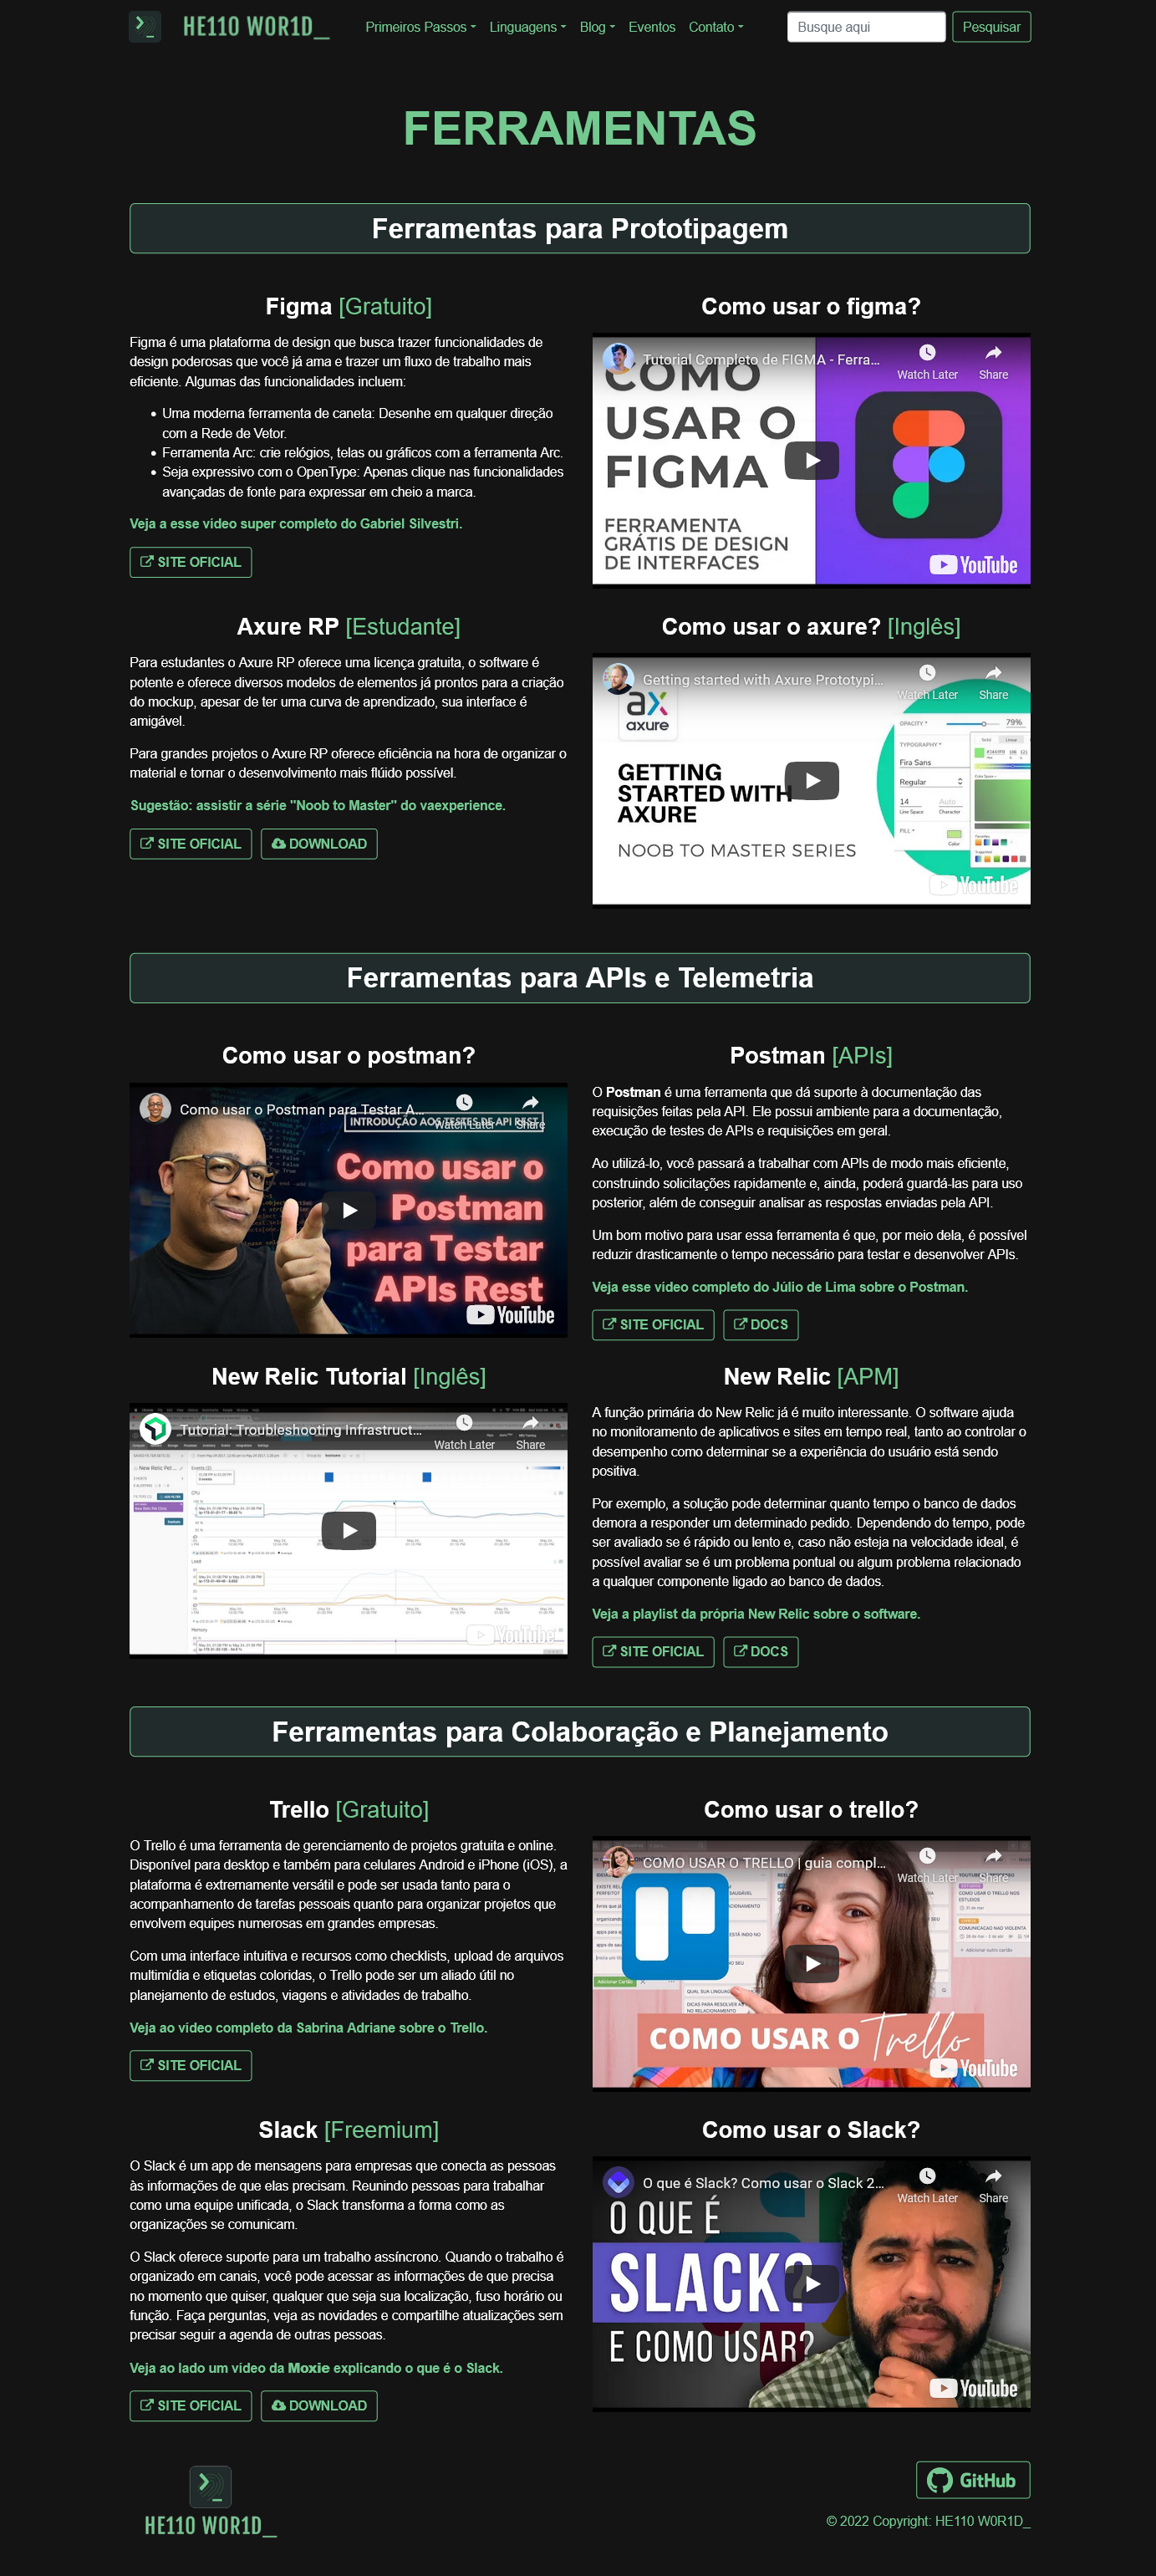 HE110 W0R1D_
Primeiros Passos
Linguagens
Blog
Eventos
Contato
Busque aqui
Pesquisar
FERRAMENTAS
Ferramentas para Prototipagem
Figma [Gratuito]
Figma é uma plataforma de design que busca trazer funcionalidades de
design poderosas que você já ama e trazer um fluxo de trabalho mais
eficiente. Algumas das funcionalidades incluem:
Uma moderna ferramenta de caneta: Desenhe em qualquer direção
com a Rede de Vetor.
Ferramenta Arc: crie relógios, telas ou gráficos com a ferramenta Arc.
Seja expressivo com o OpenType: Apenas clique nas funcionalidades
avançadas de fonte para expressar em cheio a marca.
Veja a esse vídeo super completo do Gabriel Silvestri.
SITE OFICIAL
Como usar o figma?
Tutorial Completo de FIGMA - Ferra...
Watch Later
Share
COMO
USAR O
FIGMA
FERRAMENTA
GRÁTIS DE DESIGN
DE INTERFACES
YouTube
Axure RP [Estudante]
Para estudantes o Axure RP oferece uma licença gratuita, o software é
potente e oferece diversos modelos de elementos já prontos para a criação
do mockup, apesar de ter uma curva de aprendizado, sua interface é
amigável.
Para grandes projetos o Axure RP oferece eficiência na hora de organizar o
material e tornar o desenvolvimento mais flúido possível.
Sugestão: assistir a série "Noob to Master" do vaexperience.
SITE OFICIAL
DOWNLOAD
Como usar o axure? [Inglês]
Getting started with Axure Prototypi...
Watch Later
Share
ax
axure
GETTING
STARTED WITH
AXURE
NOOB TO MASTER SERIES
OPACITY
79%
TYPOGRAPHY
Fira Sans
Regular
14
Auto
Line Space
Character
FILL
Color
Solid
Linear
YouTube
Ferramentas para APIs e Telemetria
Como usar o postman?
Como usar o Postman para Testar A...
Watch Later
Share
INTRODUÇÃO AOS TESTES DE API REST
Como usar o
Postman
para Testar
APIs Rest
YouTube
Postman [APIs]
O Postman é uma ferramenta que dá suporte à documentação das
requisições feitas pela API. Ele possui ambiente para a documentação,
execução de testes de APIs e requisições em geral.
Ao utilizá-lo, você passará a trabalhar com APIs de modo mais eficiente,
construindo solicitações rapidamente e, ainda, poderá guardá-las para uso
posterior, além de conseguir analisar as respostas enviadas pela API.
Um bom motivo para usar essa ferramenta é que, por meio dela, é possível
reduzir drasticamente o tempo necessário para testar e desenvolver APIs.
Veja esse vídeo completo do Júlio de Lima sobre o Postman.
SITE OFICIAL
DOCS
New Relic Tutorial [Inglês]
Tutorial: Troubleshooting Infrastruct...
Watch Later
Share
YouTube
New Relic [APM]
A função primária do New Relic já é muito interessante. O software ajuda
no monitoramento de aplicativos e sites em tempo real, tanto ao controlar o
desempenho como determinar se a experiência do usuário está sendo
positiva.
Por exemplo, a solução pode determinar quanto tempo o banco de dados
demora a responder um determinado pedido. Dependendo do tempo, pode
ser avaliado se é rápido ou lento e, caso não esteja na velocidade ideal, é
possível avaliar se é um problema pontual ou algum problema relacionado
a qualquer componente ligado ao banco de dados.
Veja a playlist da própria New Relic sobre o software.
SITE OFICIAL
DOCS
Ferramentas para Colaboração e Planejamento
Trello [Gratuito]
O Trello é uma ferramenta de gerenciamento de projetos gratuita e online.
Disponível para desktop e também para celulares Android e iPhone (iOS), a
plataforma é extremamente versátil e pode ser usada tanto para o
acompanhamento de tarefas pessoais quanto para organizar projetos que
envolvem equipes numerosas em grandes empresas.
Com uma interface intuitiva e recursos como checklists, upload de arquivos
multimídia e etiquetas coloridas, o Trello pode ser um aliado útil no
planejamento de estudos, viagens e atividades de trabalho.
Veja ao vídeo completo da Sabrina Adriane sobre o Trello.
SITE OFICIAL
Como usar o trello?
COMO USAR O TRELLO | guia compl...
Watch Later
Share
COMO USAR O Trello
YouTube
Slack [Freemium]
O Slack é um app de mensagens para empresas que conecta as pessoas
às informações de que elas precisam. Reunindo pessoas para trabalhar
como uma equipe unificada, o Slack transforma a forma como as
organizações se comunicam.
O Slack oferece suporte para um trabalho assíncrono. Quando o trabalho é
organizado em canais, você pode acessar as informações de que precisa
no momento que quiser, qualquer que seja sua localização, fuso horário ou
função. Faça perguntas, veja as novidades e compartilhe atualizações sem
precisar seguir a agenda de outras pessoas.
Veja ao lado um vídeo da Moxie explicando o que é o Slack.
SITE OFICIAL
DOWNLOAD
Como usar o Slack?
O que é Slack? Como usar o Slack 2...
Watch Later
Share
O QUE É
SLACK?
E COMO USAR?
YouTube
HE110 W0R1D_
GitHub
© 2022 Copyright: HE110 W0R1D_